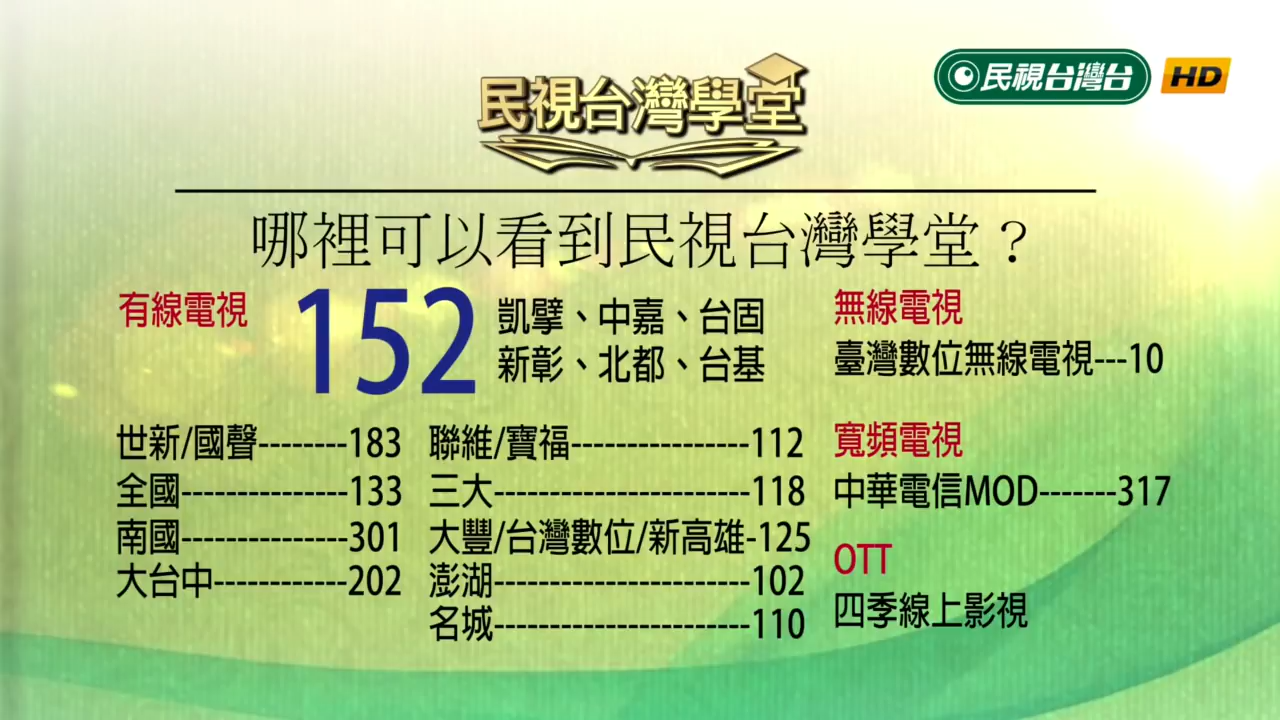 民視台灣學堂
民視台灣台 HD
哪裡可以看到民視台灣學堂？
有線電視
152
凱擘、中嘉、台固
新彰、北都、台基
世新/國聲--------183
全國---------------133
南國---------------301
大台中------------202
聯維/寶福----------------112
三大-----------------------118
大豐/台灣數位/新高雄-125
澎湖-----------------------102
名城-----------------------110
無線電視
臺灣數位無線電視---10
寬頻電視
中華電信MOD-------317
OTT
四季線上影視